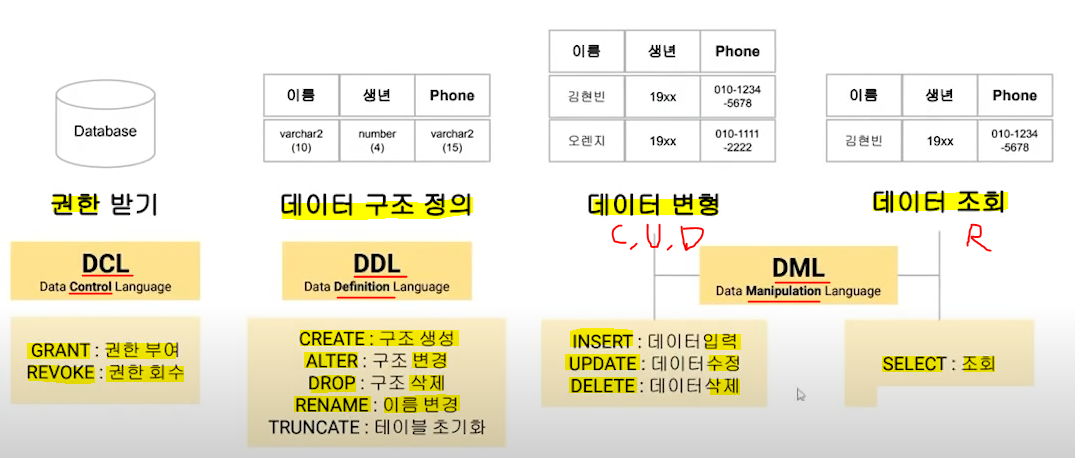 Database
권한 받기
DCL
Data Control Language
GRANT : 권한 부여
REVOKE : 권한 회수
이름 생년 Phone
varchar2 (10) number (4) varchar2 (15)
데이터 구조 정의
DDL
Data Definition Language
CREATE : 구조 생성
ALTER : 구조 변경
DROP : 구조 삭제
RENAME : 이름 변경
TRUNCATE : 테이블 초기화
이름 생년 Phone
김현빈 19xx 010-1234-5678
오렌지 19xx 010-1111-2222
데이터 변형
C, U, D
이름 생년 Phone
김현빈 19xx 010-1234-5678
데이터 조회
R
DML
Data Manipulation Language
INSERT : 데이터입력
UPDATE : 데이터수정
DELETE : 데이터삭제
SELECT : 조회